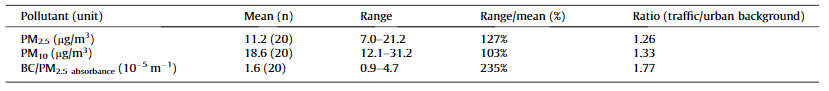 Pollutant (unit) Mean (n) Range Range/mean (%) Ratio (traffic/urban background)
PM2.5 (μg/m3) 11.2 (20) 7.0–21.2 127% 1.26
PM10 (μg/m3) 18.6 (20) 12.1–31.2 103% 1.33
BC/PM2.5 absorbance (10−5 m−1) 1.6 (20) 0.9–4.7 235% 1.77